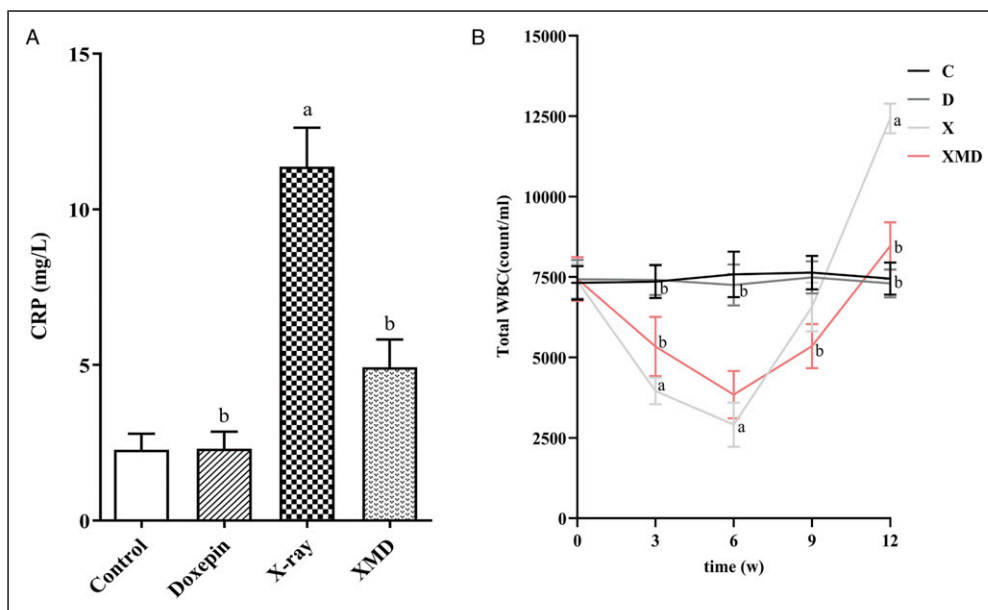 A
CRP (mg/L)
15
10
5
0
a
b
b
Control
Doxepin
X-ray
XMD
B
Total WBC(count/ml)
15000
12500
10000
7500
5000
2500
0
C
D
X
XMD
a
b
b
b
b
b
b
a
b
a
0 3 6 9 12
time (w)